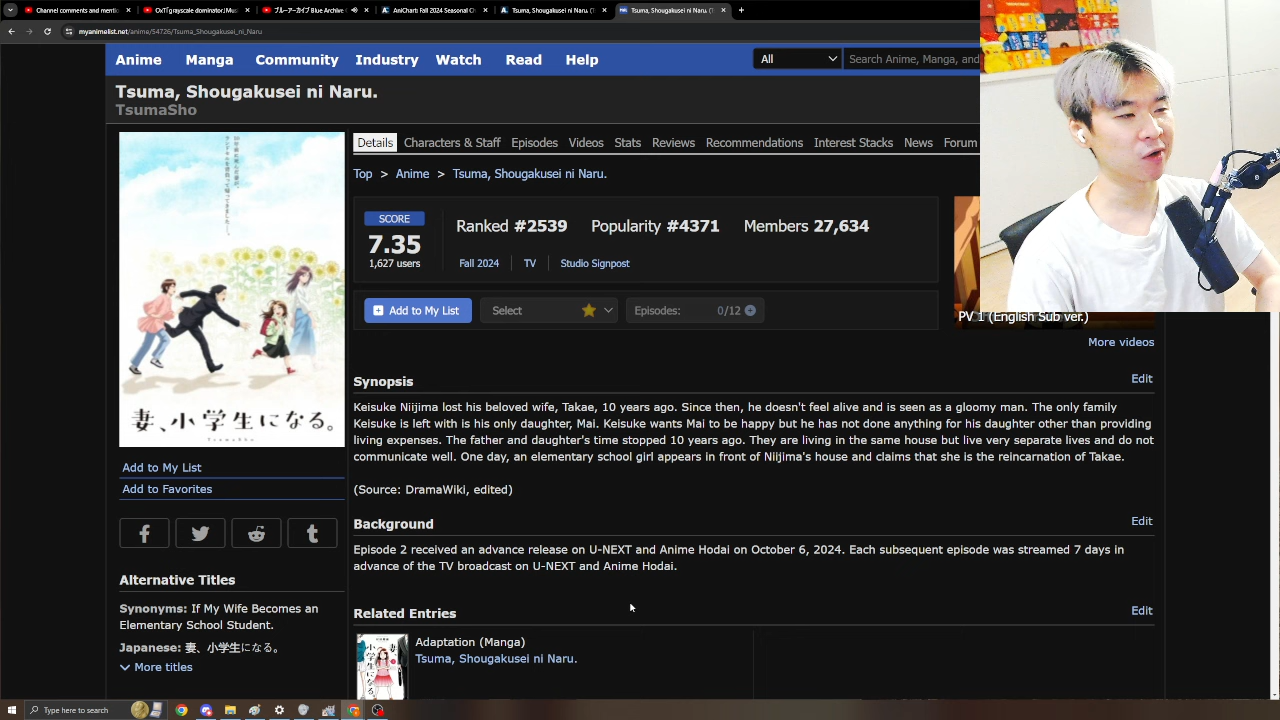 Channel comments and mentic
OxT[grayscale dominator] Mus
ブルーアーカイブ Blue Archive
AniChart: Fall 2024 Seasonal Ch
Tsuma, Shougakusei ni Naru. (T
Tsuma, Shougakusei ni Naru. (T
myanimelist.net/anime/54726/Tsuma_Shougakusei_ni_Naru
Anime Manga Community Industry Watch Read Help
All
Search Anime, Manga, and
Tsuma, Shougakusei ni Naru.
TsumaSho
妻、小学生になる。
TsumaSho
Details Characters & Staff Episodes Videos Stats Reviews Recommendations Interest Stacks News Forum
Top > Anime > Tsuma, Shougakusei ni Naru.
SCORE
7.35
1,627 users
Ranked #2539 Popularity #4371 Members 27,634
Fall 2024 TV Studio Signpost
Add to My List Select Episodes: 0/12
PV 1 (English Sub ver.)
More videos
Synopsis Edit
Keisuke Niijima lost his beloved wife, Takae, 10 years ago. Since then, he doesn't feel alive and is seen as a gloomy man. The only family
Keisuke is left with is his only daughter, Mai. Keisuke wants Mai to be happy but he has not done anything for his daughter other than providing
living expenses. The father and daughter's time stopped 10 years ago. They are living in the same house but live very separate lives and do not
communicate well. One day, an elementary school girl appears in front of Niijima's house and claims that she is the reincarnation of Takae.
(Source: DramaWiki, edited)
Background Edit
Episode 2 received an advance release on U-NEXT and Anime Hodai on October 6, 2024. Each subsequent episode was streamed 7 days in
advance of the TV broadcast on U-NEXT and Anime Hodai.
Related Entries Edit
Adaptation (Manga)
Tsuma, Shougakusei ni Naru.
Add to My List
Add to Favorites
Alternative Titles
Synonyms: If My Wife Becomes an
Elementary School Student.
Japanese: 妻、小学生になる。
More titles
Type here to search